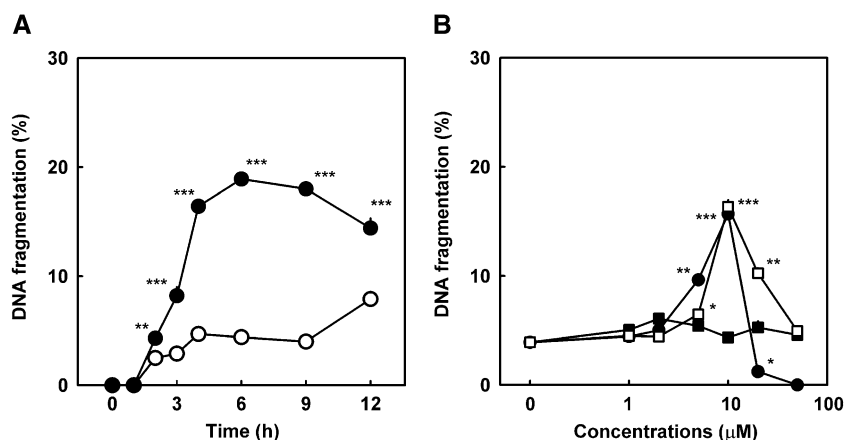 A
B
30
20
10
0
DNA fragmentation (%)
**
***
***
***
***
***
0 3 6 9 12
Time (h)
30
20
10
0
DNA fragmentation (%)
*** ***
** **
*
*
0 1 10 100
Concentrations (μM)